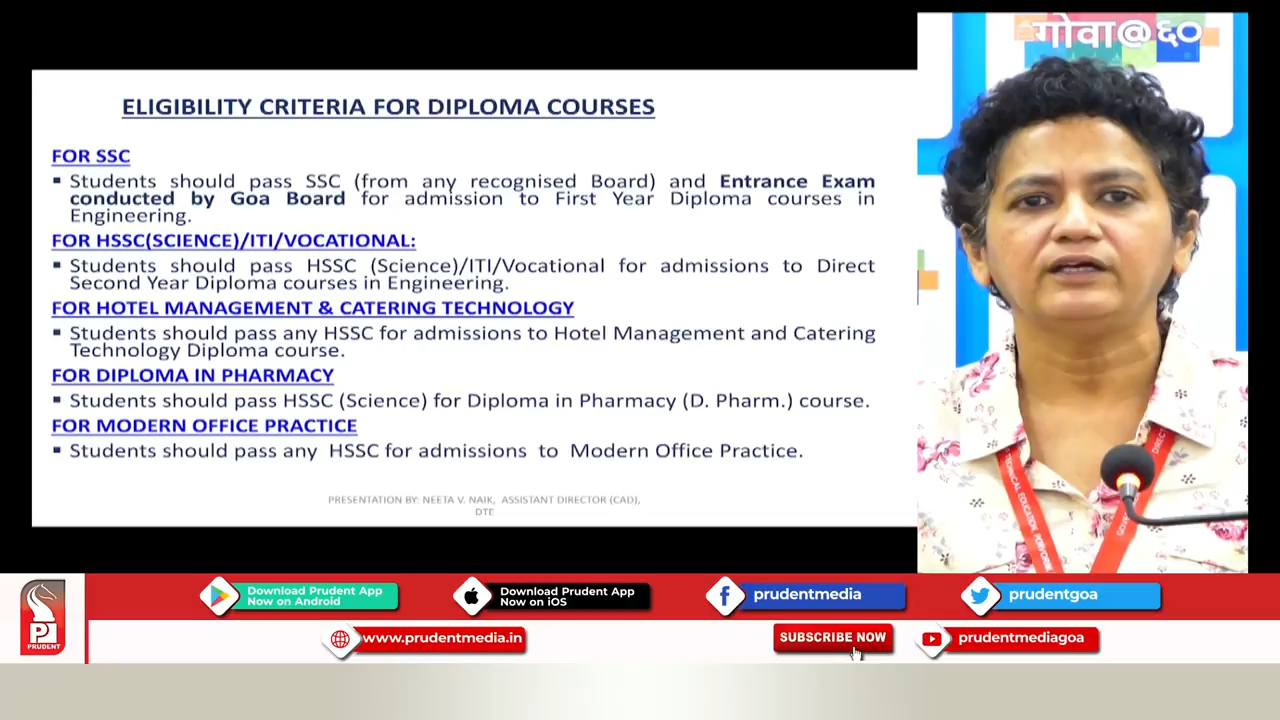 गोवा@६०
ELIGIBILITY CRITERIA FOR DIPLOMA COURSES
FOR SSC
▪ Students should pass SSC (from any recognised Board) and Entrance Exam
conducted by Goa Board for admission to First Year Diploma courses in
Engineering.
FOR HSSC(SCIENCE)/ITI/VOCATIONAL:
▪ Students should pass HSSC (Science)/ITI/Vocational for admissions to Direct
Second Year Diploma courses in Engineering.
FOR HOTEL MANAGEMENT & CATERING TECHNOLOGY
▪ Students should pass any HSSC for admissions to Hotel Management and Catering
Technology Diploma course.
FOR DIPLOMA IN PHARMACY
▪ Students should pass HSSC (Science) for Diploma in Pharmacy (D. Pharm.) course.
FOR MODERN OFFICE PRACTICE
▪ Students should pass any HSSC for admissions to Modern Office Practice.
PRESENTATION BY: NEETA V. NAIK, ASSISTANT DIRECTOR (CAD),
DTE
TECHNICAL EDUCATION, PORVOR
Download Prudent App
Now on Android
Download Prudent App
Now on iOS
prudentmedia
prudentgoa
PRUDENT
www.prudentmedia.in
SUBSCRIBE NOW
prudentmediagoa